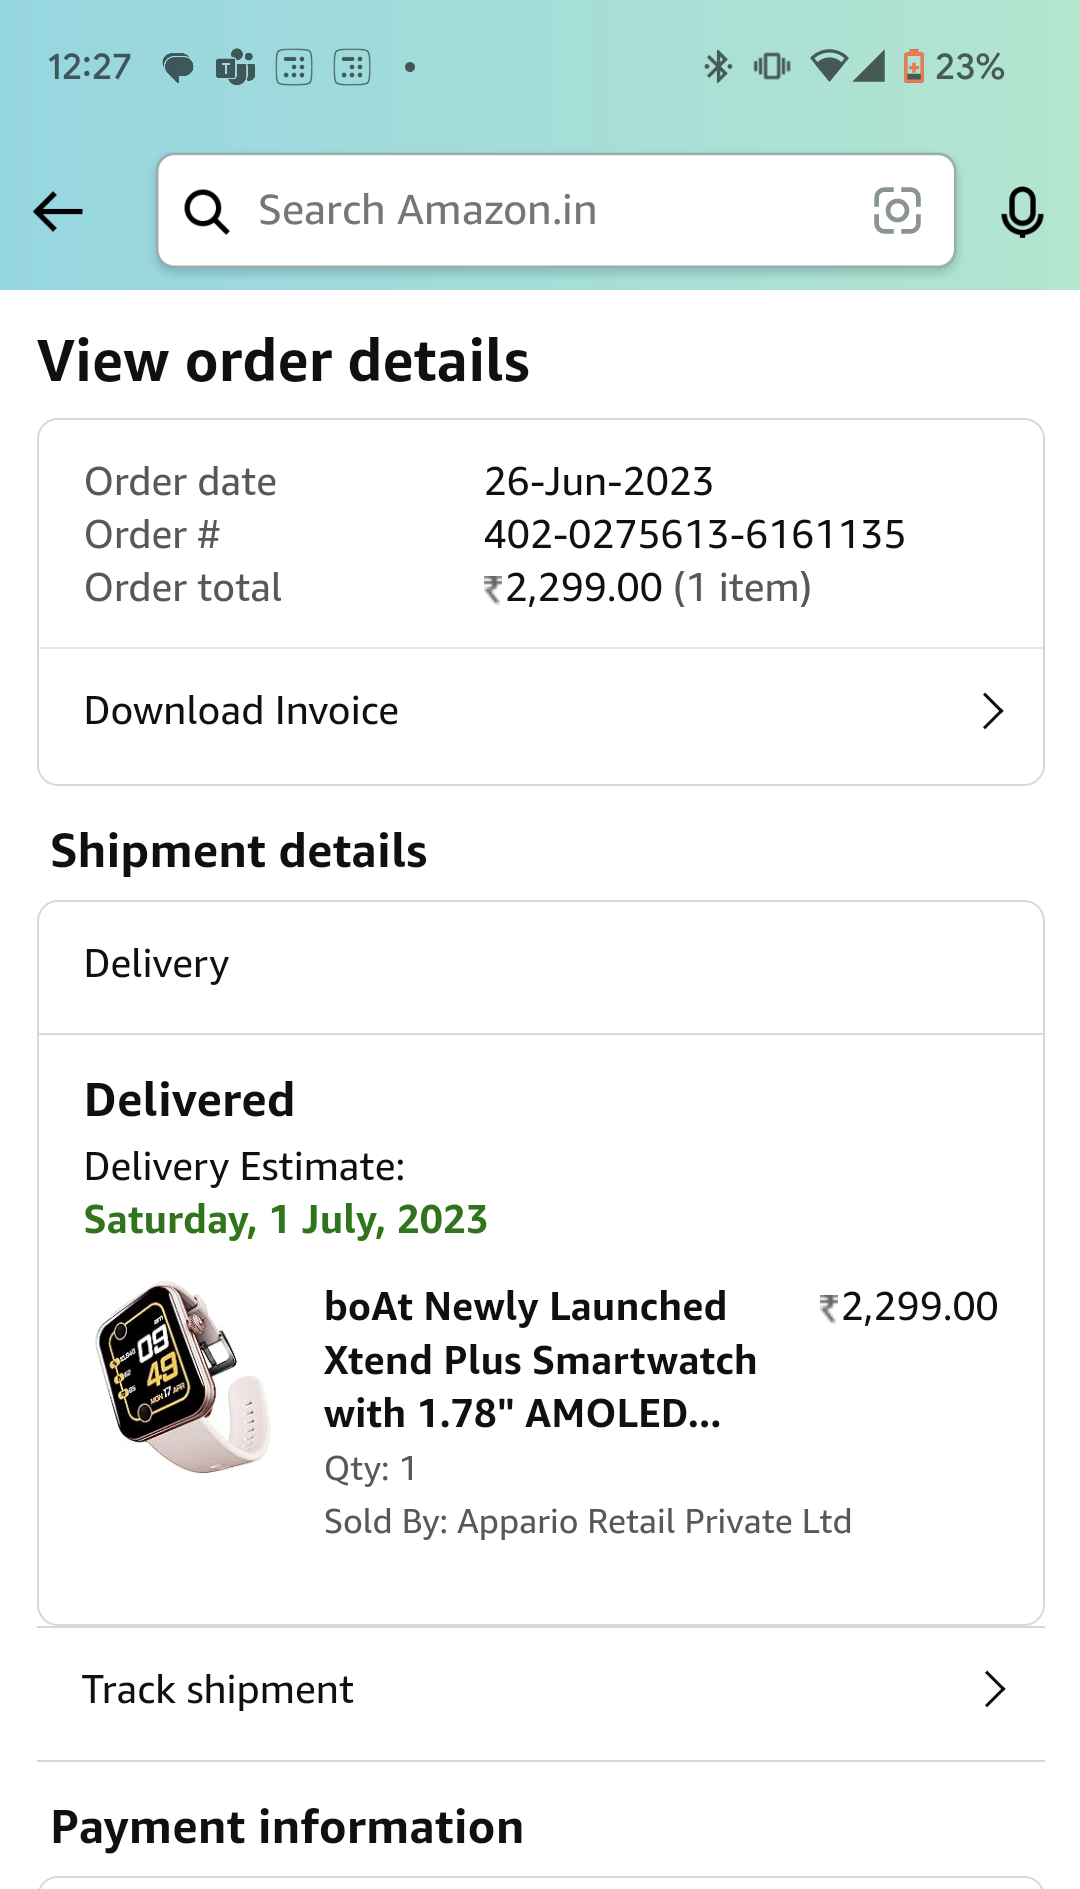 12:27
23%
Search Amazon.in
View order details
Order date 26-Jun-2023
Order # 402-0275613-6161135
Order total ₹2,299.00 (1 item)
Download Invoice
Shipment details
Delivery
Delivered
Delivery Estimate:
Saturday, 1 July, 2023
boAt Newly Launched ₹2,299.00
Xtend Plus Smartwatch
with 1.78" AMOLED...
Qty: 1
Sold By: Appario Retail Private Ltd
09
49
MON 17 APR
Track shipment
Payment information